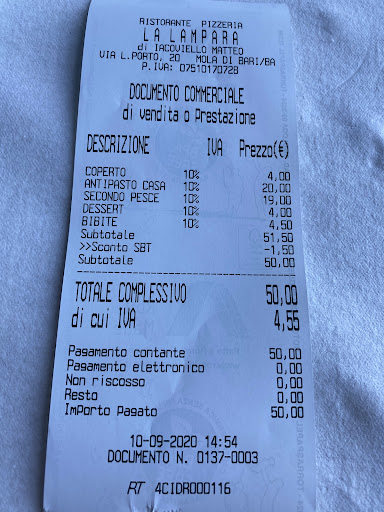 RISTORANTE PIZZERIA
LA LAMPARA
di IACOVIELLO MATTEO
VIA L.PORTO, 20 MOLA DI BARI/BA
P.IVA: 07510170728
DOCUMENTO COMMERCIALE
di vendita o prestazione
DESCRIZIONE IVA Prezzo(€)
COPERTO 10% 4,00
ANTIPASTO CASA 10% 20,00
SECONDO PESCE 10% 19,00
DESSERT 10% 4,00
BIBITE 10% 4,50
Subtotale 51,50
>>Sconto SBT -1,50
Subtotale 50,00
TOTALE COMPLESSIVO 50,00
di cui IVA 4,55
Pagamento contante 50,00
Pagamento elettronico 0,00
Non riscosso 0,00
Resto 0,00
Importo Pagato 50,00
10-09-2020 14:54
DOCUMENTO N. 0137-0003
RT 4CIDR000116